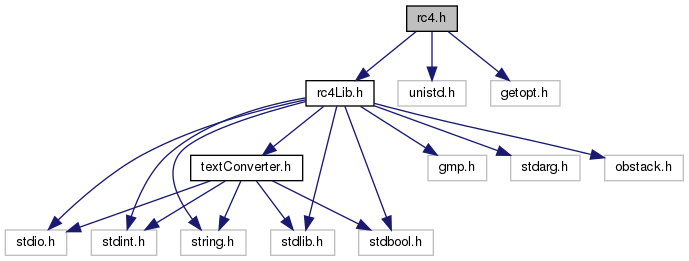 rc4.h
rc4Lib.h
unistd.h
getopt.h
textConverter.h
gmp.h
stdarg.h
obstack.h
stdio.h
stdint.h
string.h
stdlib.h
stdbool.h